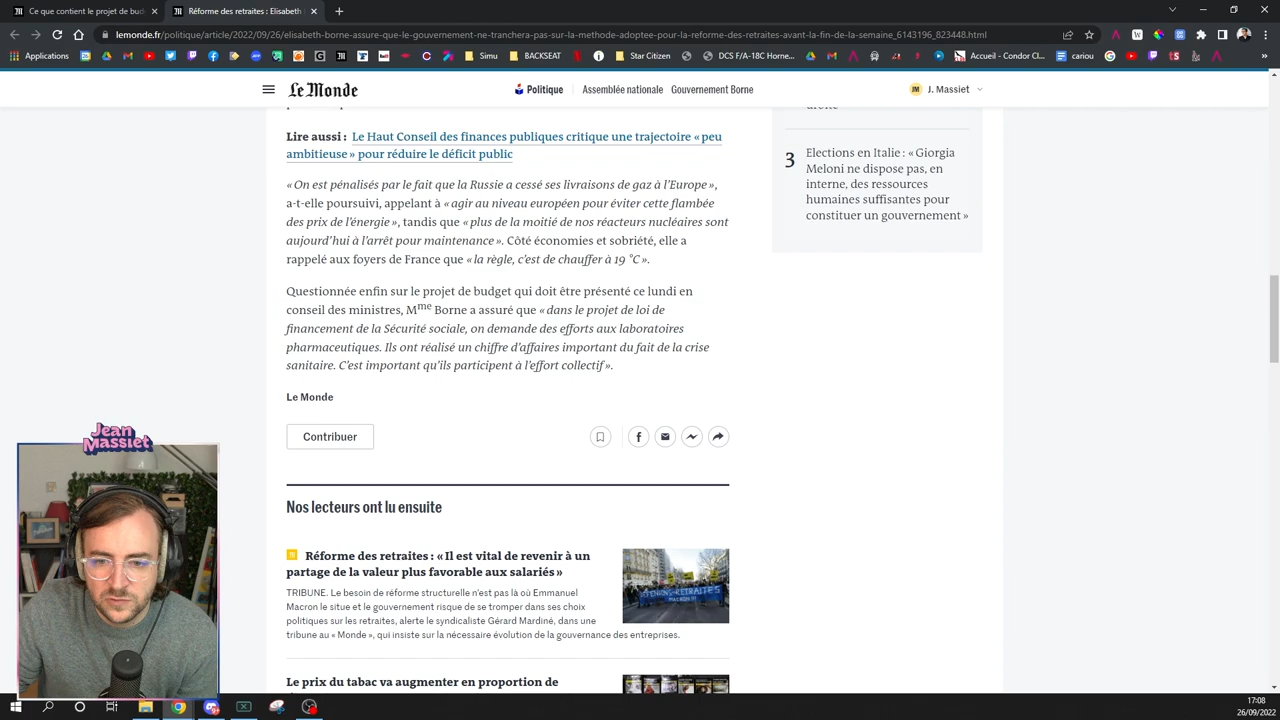 Ce que contient le projet de bud
Réforme des retraites : Elisabeth
lemonde.fr/politique/article/2022/09/26/elisabeth-borne-assure-que-le-gouvernement-ne-tranchera-pas-sur-la-methode-adoptee-pour-la-reforme-des-retraites-avant-la-fin-de-la-semaine_6143196_823448.html
Applications
Simu
BACKSEAT
Star Citizen
DCS F/A-18C Horne...
Accueil - Condor Cl...
cariou
Le Monde
Politique
Assemblée nationale
Gouvernement Borne
JM
J. Massiet
Lire aussi : Le Haut Conseil des finances publiques critique une trajectoire « peu
ambitieuse » pour réduire le déficit public
« On est pénalisés par le fait que la Russie a cessé ses livraisons de gaz à l'Europe »,
a-t-elle poursuivi, appelant à « agir au niveau européen pour éviter cette flambée
des prix de l'énergie », tandis que « plus de la moitié de nos réacteurs nucléaires sont
aujourd'hui à l'arrêt pour maintenance ». Côté économies et sobriété, elle a
rappelé aux foyers de France que « la règle, c'est de chauffer à 19 °C ».
Questionnée enfin sur le projet de budget qui doit être présenté ce lundi en
conseil des ministres, Mme Borne a assuré que « dans le projet de loi de
financement de la Sécurité sociale, on demande des efforts aux laboratoires
pharmaceutiques. Ils ont réalisé un chiffre d'affaires important du fait de la crise
sanitaire. C'est important qu'ils participent à l'effort collectif ».
Le Monde
Contribuer
droite
3
Elections en Italie : « Giorgia
Meloni ne dispose pas, en
interne, des ressources
humaines suffisantes pour
constituer un gouvernement »
Nos lecteurs ont lu ensuite
Réforme des retraites : « Il est vital de revenir à un
partage de la valeur plus favorable aux salariés »
TRIBUNE. Le besoin de réforme structurelle n'est pas là où Emmanuel
Macron le situe et le gouvernement risque de se tromper dans ses choix
politiques sur les retraites, alerte le syndicaliste Gérard Mardiné, dans une
tribune au « Monde », qui insiste sur la nécessaire évolution de la gouvernance des entreprises.
Le prix du tabac va augmenter en proportion de
Jean
Massiet
17:08
26/09/2022